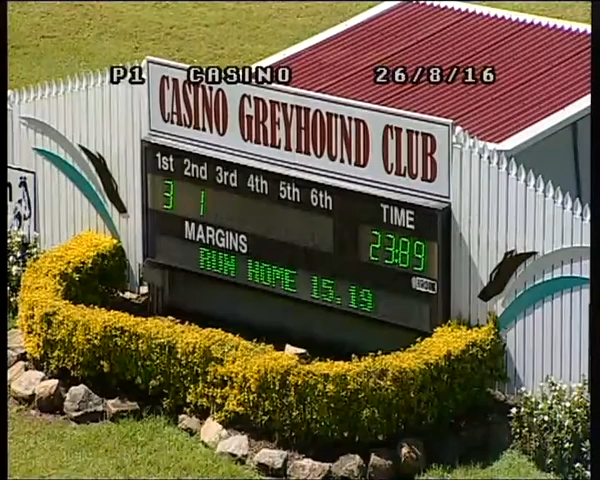 P1 CASINO 26/8/16
CASINO GREYHOUND CLUB
1st 2nd 3rd 4th 5th 6th
3 1
TIME
23.89
MARGINS
RUN HOME 15.19